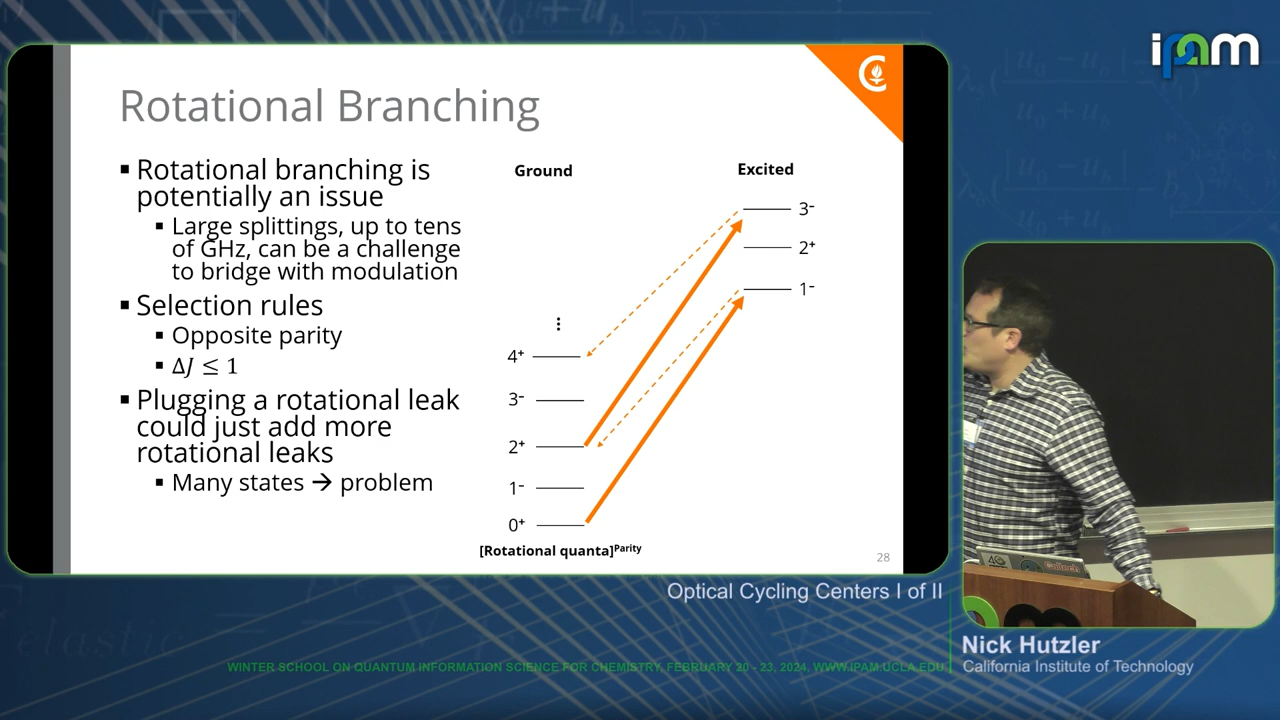 ipam
Rotational Branching
▪ Rotational branching is
potentially an issue
▪ Large splittings, up to tens
of GHz, can be a challenge
to bridge with modulation
▪ Selection rules
▪ Opposite parity
▪ ΔJ ≤ 1
▪ Plugging a rotational leak
could just add more
rotational leaks
▪ Many states → problem
Ground
Excited
3⁻
2⁺
1⁻
⋮
4⁺
3⁻
2⁺
1⁻
0⁺
[Rotational quanta]ᴾᵃʳⁱᵗʸ
28
Optical Cycling Centers I of II
Nick Hutzler
California Institute of Technology
WINTER SCHOOL ON QUANTUM INFORMATION SCIENCE FOR CHEMISTRY, FEBRUARY 20 - 23, 2024, WWW.IPAM.UCLA.EDU
elastic